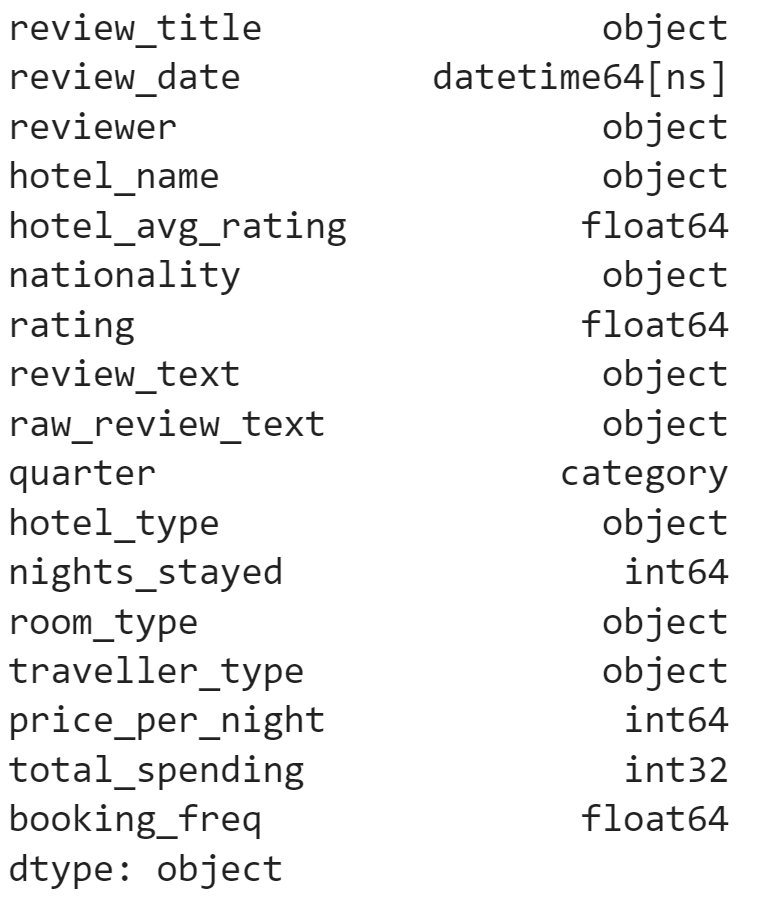 review_title object
review_date datetime64[ns]
reviewer object
hotel_name object
hotel_avg_rating float64
nationality object
rating float64
review_text object
raw_review_text object
quarter category
hotel_type object
nights_stayed int64
room_type object
traveller_type object
price_per_night int64
total_spending int32
booking_freq float64
dtype: object